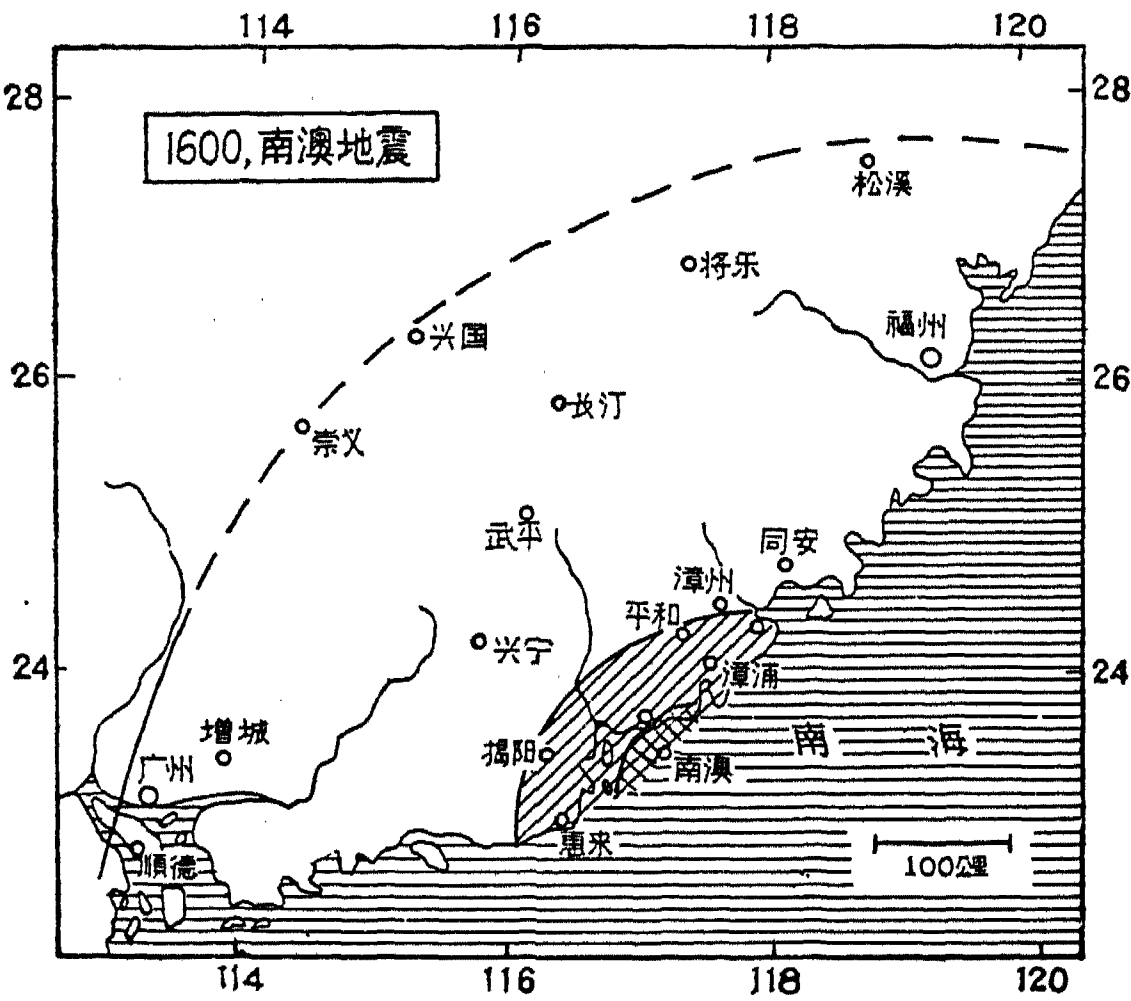 114 116 118 120
28 28
1600,南澳地震
松溪
将乐
福州
兴国
26 26
长汀
崇义
武平
同安
漳州
平和
兴宁
24 24
漳浦
增城
南海
揭阳
广州
南澳
惠来
順德
100公里
114 116 118 120